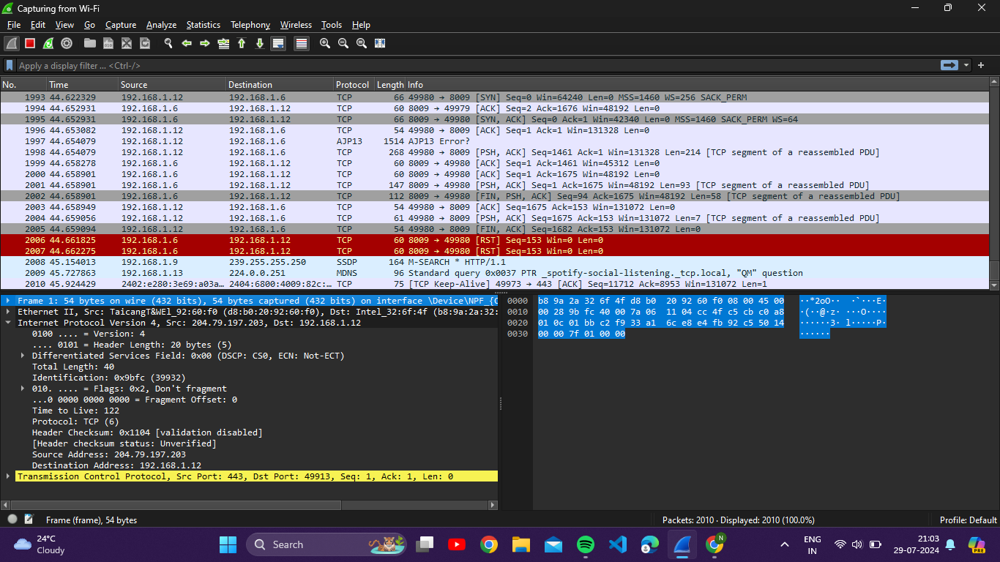 Capturing from Wi-Fi
File Edit View Go Capture Analyze Statistics Telephony Wireless Tools Help
Apply a display filter ... <Ctrl-/>
No. Time Source Destination Protocol Length Info
1993 44.622329 192.168.1.12 192.168.1.6 TCP 66 49980 → 8009 [SYN] Seq=0 Win=64240 Len=0 MSS=1460 WS=256 SACK_PERM
1994 44.652931 192.168.1.6 192.168.1.12 TCP 60 8009 → 49979 [ACK] Seq=2 Ack=1676 Win=48192 Len=0
1995 44.652931 192.168.1.6 192.168.1.12 TCP 66 8009 → 49980 [SYN, ACK] Seq=0 Ack=1 Win=42340 Len=0 MSS=1460 SACK_PERM WS=64
1996 44.653082 192.168.1.12 192.168.1.6 TCP 54 49980 → 8009 [ACK] Seq=1 Ack=1 Win=131328 Len=0
1997 44.654079 192.168.1.12 192.168.1.6 AJP13 1514 AJP13 Error?
1998 44.654079 192.168.1.12 192.168.1.6 TCP 268 49980 → 8009 [PSH, ACK] Seq=1461 Ack=1 Win=131328 Len=214 [TCP segment of a reassembled PDU]
1999 44.658278 192.168.1.6 192.168.1.12 TCP 60 8009 → 49980 [ACK] Seq=1 Ack=1461 Win=45312 Len=0
2000 44.658901 192.168.1.6 192.168.1.12 TCP 60 8009 → 49980 [ACK] Seq=1 Ack=1675 Win=48192 Len=0
2001 44.658901 192.168.1.6 192.168.1.12 TCP 147 8009 → 49980 [PSH, ACK] Seq=1 Ack=1675 Win=48192 Len=93 [TCP segment of a reassembled PDU]
2002 44.658901 192.168.1.6 192.168.1.12 TCP 112 8009 → 49980 [FIN, PSH, ACK] Seq=94 Ack=1675 Win=48192 Len=58 [TCP segment of a reassembled PDU]
2003 44.658949 192.168.1.12 192.168.1.6 TCP 54 49980 → 8009 [ACK] Seq=1675 Ack=153 Win=131072 Len=0
2004 44.659056 192.168.1.12 192.168.1.6 TCP 61 49980 → 8009 [PSH, ACK] Seq=1675 Ack=153 Win=131072 Len=7 [TCP segment of a reassembled PDU]
2005 44.659094 192.168.1.12 192.168.1.6 TCP 54 49980 → 8009 [FIN, ACK] Seq=1682 Ack=153 Win=131072 Len=0
2006 44.661825 192.168.1.6 192.168.1.12 TCP 60 8009 → 49980 [RST] Seq=153 Win=0 Len=0
2007 44.662275 192.168.1.6 192.168.1.12 TCP 60 8009 → 49980 [RST] Seq=153 Win=0 Len=0
2008 45.154013 192.168.1.9 239.255.255.250 SSDP 164 M-SEARCH * HTTP/1.1
2009 45.727863 192.168.1.13 224.0.0.251 MDNS 96 Standard query 0x0037 PTR _spotify-social-listening._tcp.local, "QM" question
2010 45.924429 2402:e280:3e69:a03a… 2404:6800:4009:82c:… TCP 75 [TCP Keep-Alive] 49973 → 443 [ACK] Seq=11712 Ack=8953 Win=131072 Len=1
Frame 1: 54 bytes on wire (432 bits), 54 bytes captured (432 bits) on interface \Device\NPF_{
Ethernet II, Src: TaicangT&WEl_92:60:f0 (d8:b0:20:92:60:f0), Dst: Intel_32:6f:4f (b8:9a:2a:32:
Internet Protocol Version 4, Src: 204.79.197.203, Dst: 192.168.1.12
0100 .... = Version: 4
.... 0101 = Header Length: 20 bytes (5)
Differentiated Services Field: 0x00 (DSCP: CS0, ECN: Not-ECT)
Total Length: 40
Identification: 0x9bfc (39932)
010. .... = Flags: 0x2, Don't fragment
...0 0000 0000 0000 = Fragment Offset: 0
Time to Live: 122
Protocol: TCP (6)
Header Checksum: 0x1104 [validation disabled]
[Header checksum status: Unverified]
Source Address: 204.79.197.203
Destination Address: 192.168.1.12
Transmission Control Protocol, Src Port: 443, Dst Port: 49913, Seq: 1, Ack: 1, Len: 0
0000 b8 9a 2a 32 6f 4f d8 b0 20 92 60 f0 08 00 45 00 ··*2oO·· ·`···E·
0010 00 28 9b fc 40 00 7a 06 11 04 cc 4f c5 cb c0 a8 ·(··@·z· ···O····
0020 01 0c 01 bb c2 f9 33 a1 6c e8 e4 fb 92 c5 50 14 ······3· l·····P·
0030 00 00 7f 01 00 00 ······
Frame (frame), 54 bytes
Packets: 2010 · Displayed: 2010 (100.0%)
Profile: Default
24°C
Cloudy
Search
N
ENG
IN
21:03
29-07-2024
PRE